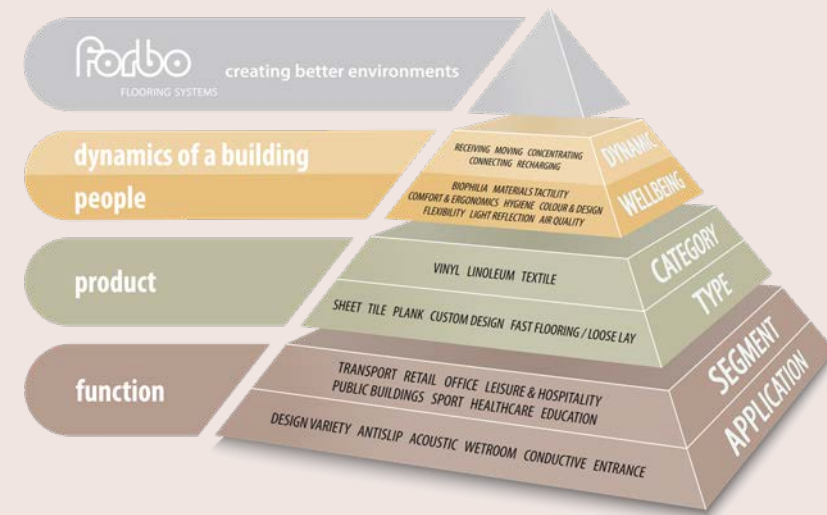 forbo
creating better environments
FLOORING SYSTEMS
dynamics of a building
RECEIVING MOVING CONCENTRATING
CONNECTING RECHARGING
DYNAMIC
people
BIOPHILIA MATERIALS TACTILITY
COMFORT & ERGONOMICS HYGIENE COLOUR & DESIGN
FLEXIBILITY LIGHT REFLECTION AIR QUALITY
WELLBEING
product
VINYL LINOLEUM TEXTILE
CATEGORY
SHEET TILE PLANK CUSTOM DESIGN FAST FLOORING / LOOSE LAY
TYPE
function
TRANSPORT RETAIL OFFICE LEISURE & HOSPITALITY
PUBLIC BUILDINGS SPORT HEALTHCARE EDUCATION
SEGMENT
DESIGN VARIETY ANTISLIP ACOUSTIC WETROOM CONDUCTIVE ENTRANCE
APPLICATION